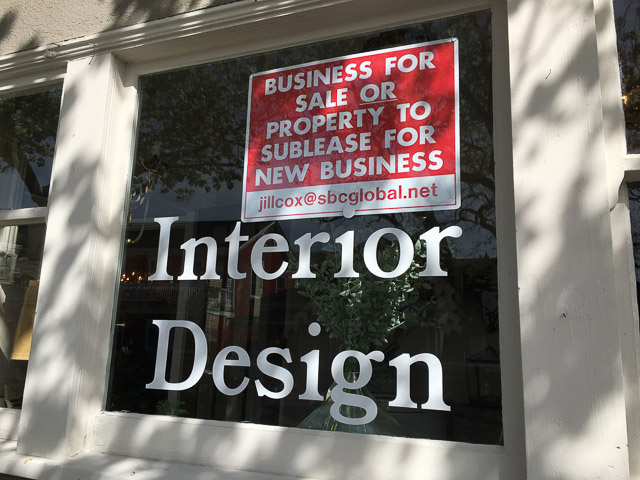 BUSINESS FOR
SALE OR
PROPERTY TO
SUBLEASE FOR
NEW BUSINESS
jillcox@sbcglobal.net
Interior
Design